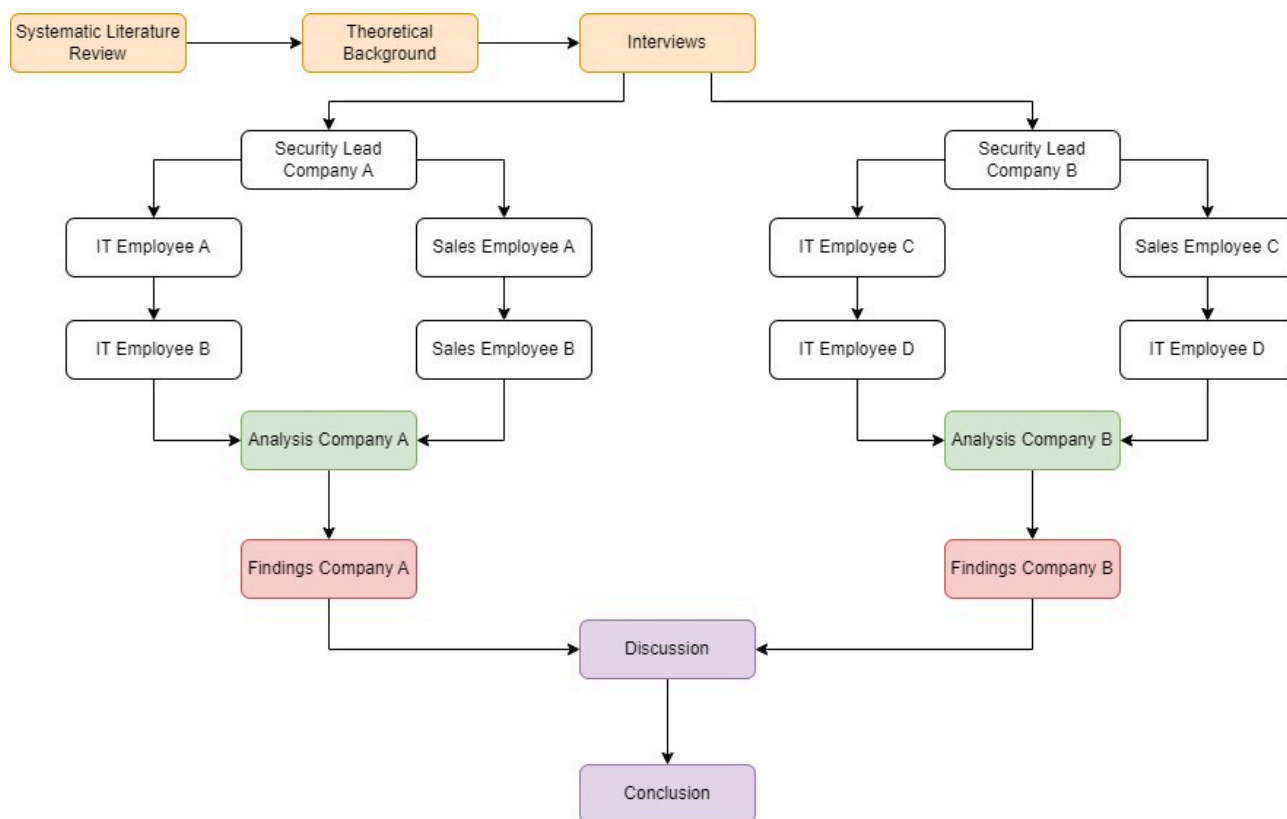 Systematic Literature
Review
Theoretical
Background
Interviews
Security Lead
Company A
Security Lead
Company B
IT Employee A
Sales Employee A
IT Employee C
Sales Employee C
IT Employee B
Sales Employee B
IT Employee D
IT Employee D
Analysis Company A
Analysis Company B
Findings Company A
Findings Company B
Discussion
Conclusion